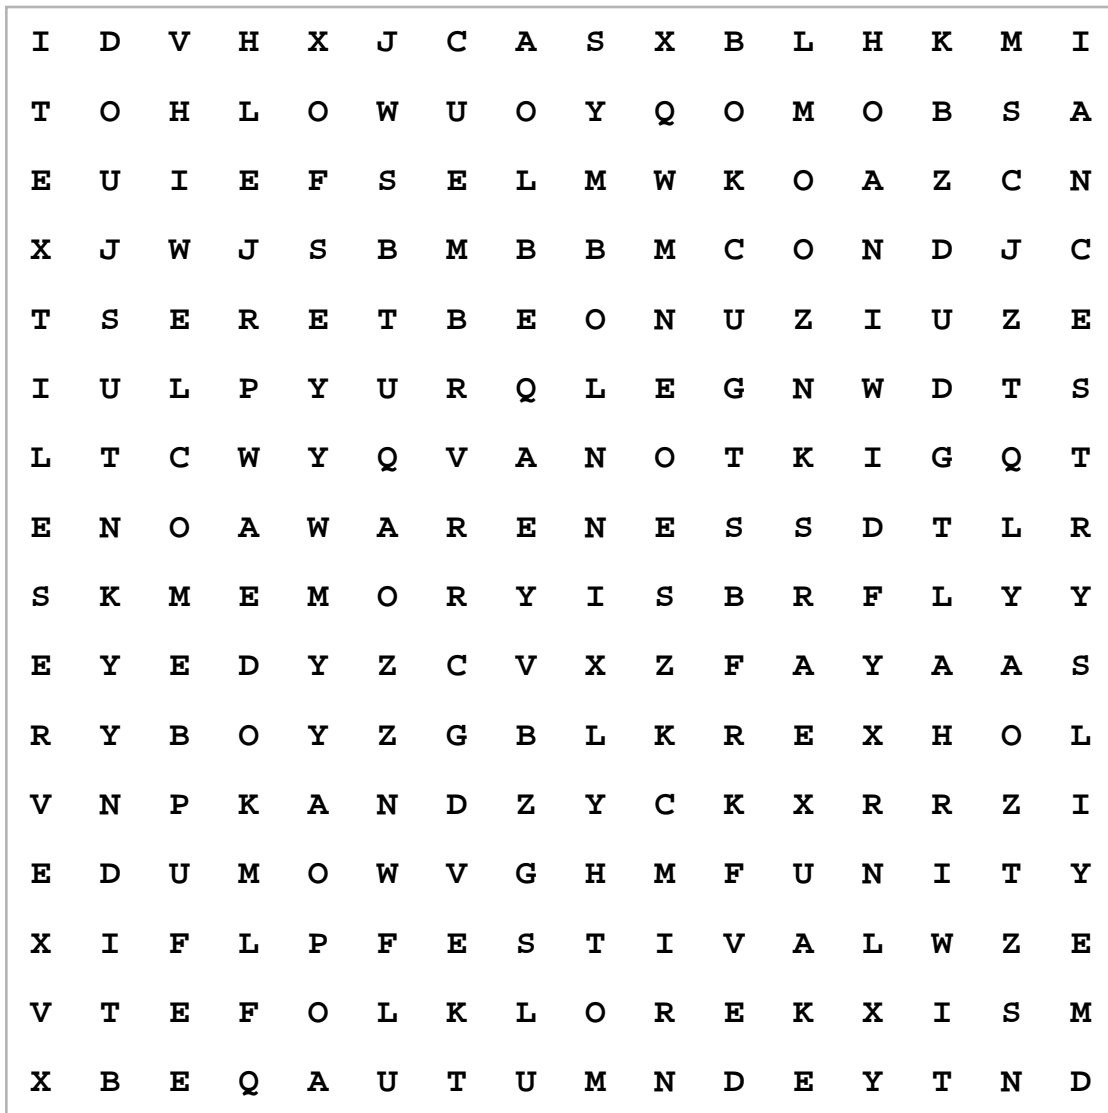 I D V H X J C A S X B L H K M I
T O H L O W U O Y Q O M O B S A
E U I E F S E L M W K O A Z C N
X J W J S B M B B M C O N D J C
T S E R E T B E O N U Z I U Z E
I U L P Y U R Q L E G N W D T S
L T C W Y Q V A N O T K I G Q T
E N O A W A R E N E S S D T L R
S K M E M O R Y I S B R F L Y Y
E Y E D Y Z C V X Z F A Y A A S
R Y B O Y Z G B L K R E X H O L
V N P K A N D Z Y C K X R R Z I
E D U M O W V G H M F U N I T Y
X I F L P F E S T I V A L W Z E
V T E F O L K L O R E K X I S M
X B E Q A U T U M N D E Y T N D